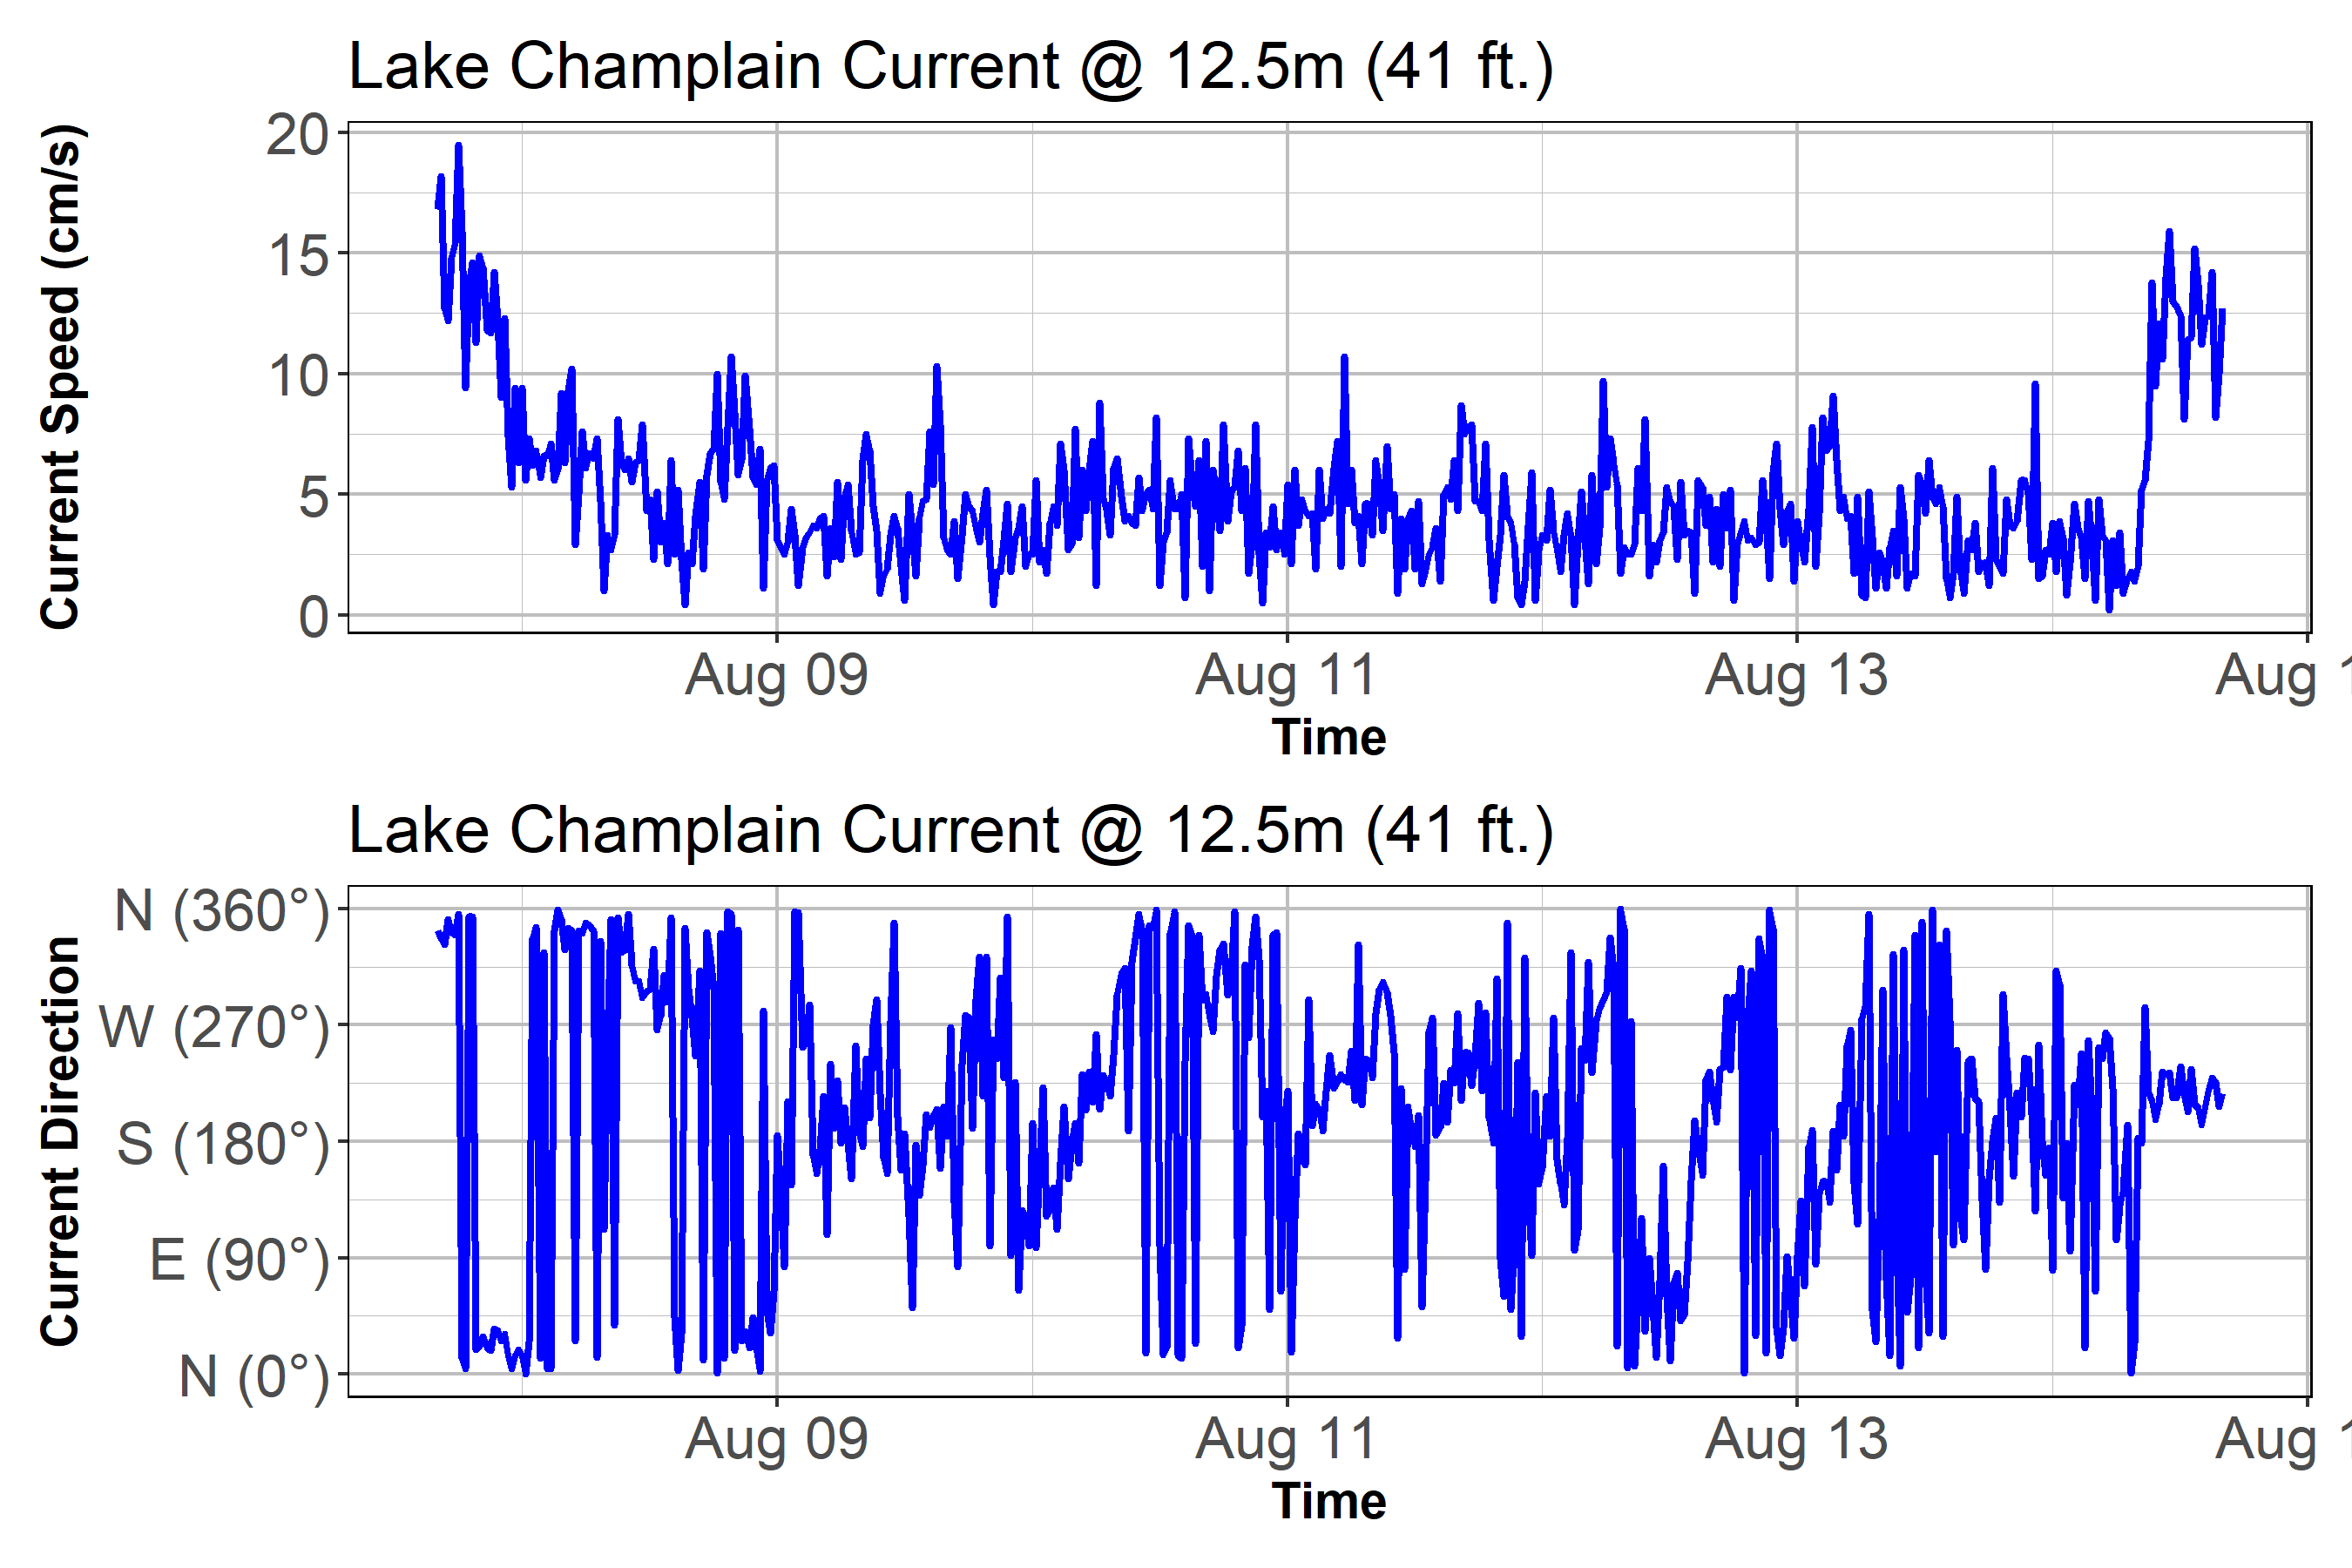 Lake Champlain Current @ 12.5m (41 ft.)
Current Speed (cm/s)
20
15
10
5
0
Aug 09 Aug 11 Aug 13 Aug 1
Time
Lake Champlain Current @ 12.5m (41 ft.)
Current Direction
N (360°)
W (270°)
S (180°)
E (90°)
N (0°)
Aug 09 Aug 11 Aug 13 Aug 1
Time